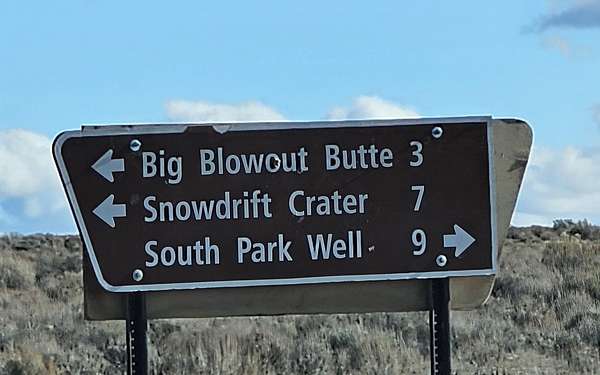 Big Blowout Butte 3
Snowdrift Crater 7
South Park Well 9